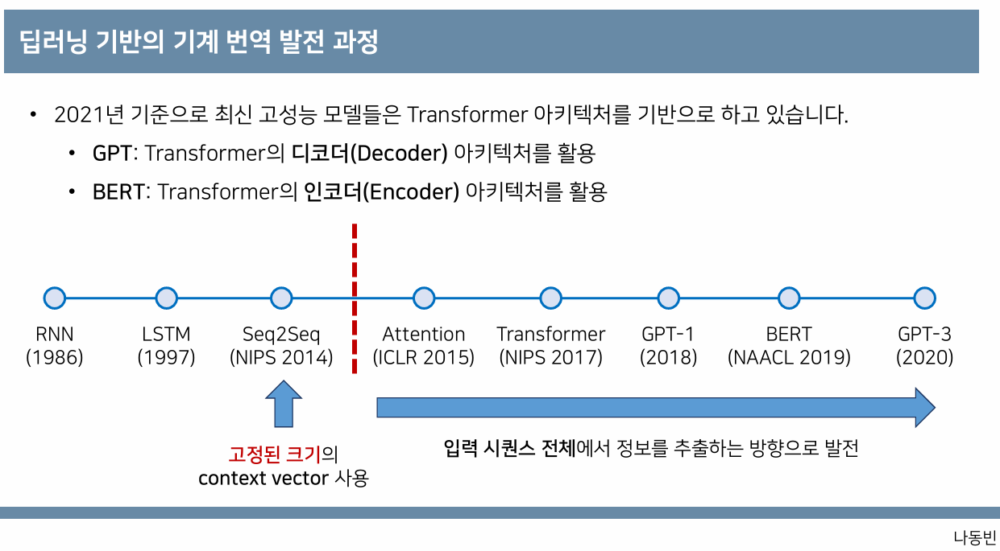 딥러닝 기반의 기계 번역 발전 과정
• 2021년 기준으로 최신 고성능 모델들은 Transformer 아키텍처를 기반으로 하고 있습니다.
• GPT: Transformer의 디코더(Decoder) 아키텍처를 활용
• BERT: Transformer의 인코더(Encoder) 아키텍처를 활용
RNN
(1986)
LSTM
(1997)
Seq2Seq
(NIPS 2014)
Attention
(ICLR 2015)
Transformer
(NIPS 2017)
GPT-1
(2018)
BERT
(NAACL 2019)
GPT-3
(2020)
고정된 크기의
context vector 사용
입력 시퀀스 전체에서 정보를 추출하는 방향으로 발전
나동빈